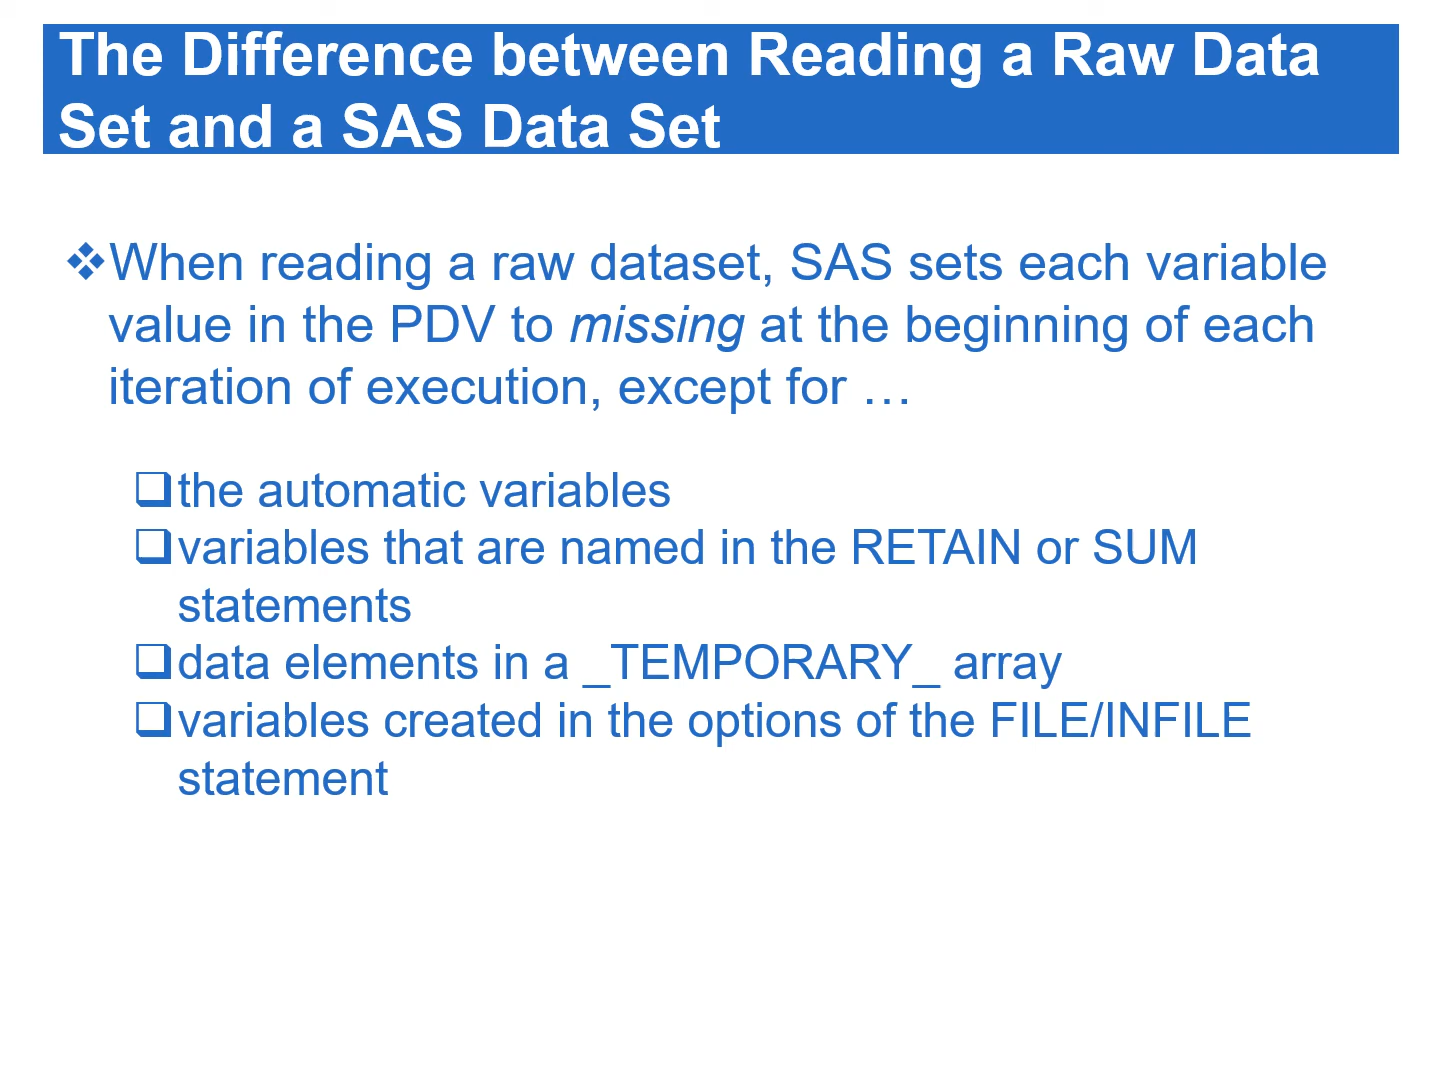 The Difference between Reading a Raw Data
Set and a SAS Data Set
❖When reading a raw dataset, SAS sets each variable
value in the PDV to missing at the beginning of each
iteration of execution, except for …
❑the automatic variables
❑variables that are named in the RETAIN or SUM
statements
❑data elements in a _TEMPORARY_ array
❑variables created in the options of the FILE/INFILE
statement